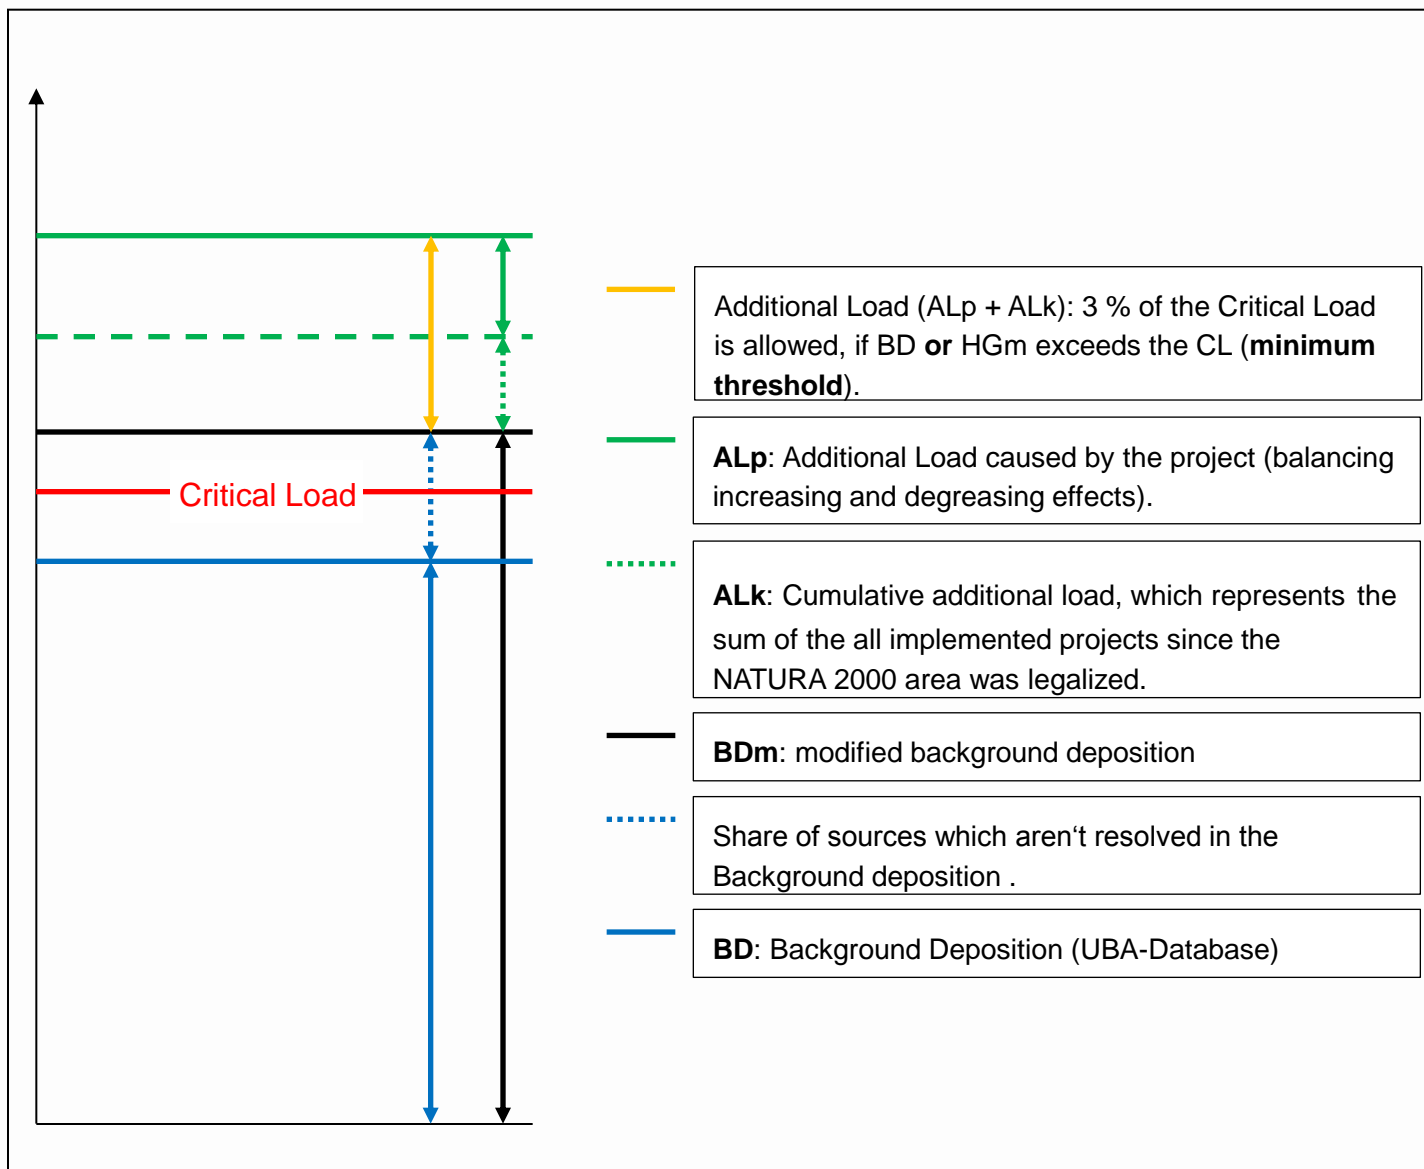 Additional Load (ALp + ALk): 3 % of the Critical Load
is allowed, if BD or HGm exceeds the CL (minimum
threshold).
ALp: Additional Load caused by the project (balancing
increasing and degreasing effects).
Critical Load
ALk: Cumulative additional load, which represents the
sum of the all implemented projects since the
NATURA 2000 area was legalized.
BDm: modified background deposition
Share of sources which aren‘t resolved in the
Background deposition .
BD: Background Deposition (UBA-Database)